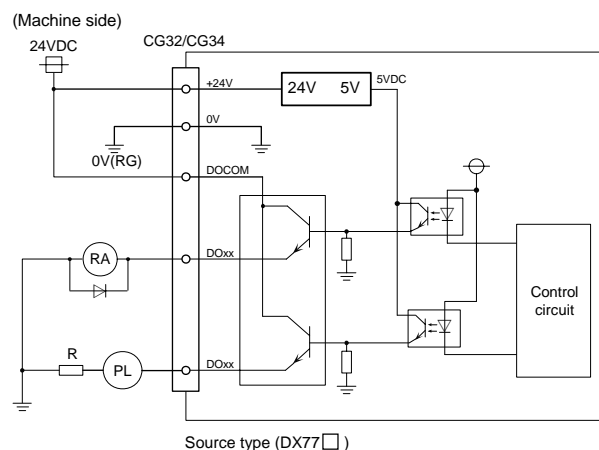 (Machine side)
24VDC
CG32/CG34
+24V
24V 5V
5VDC
0V
0V(RG)
DOCOM
RA
DOxx
Control
circuit
R
PL
DOxx
Source type (DX77□ )